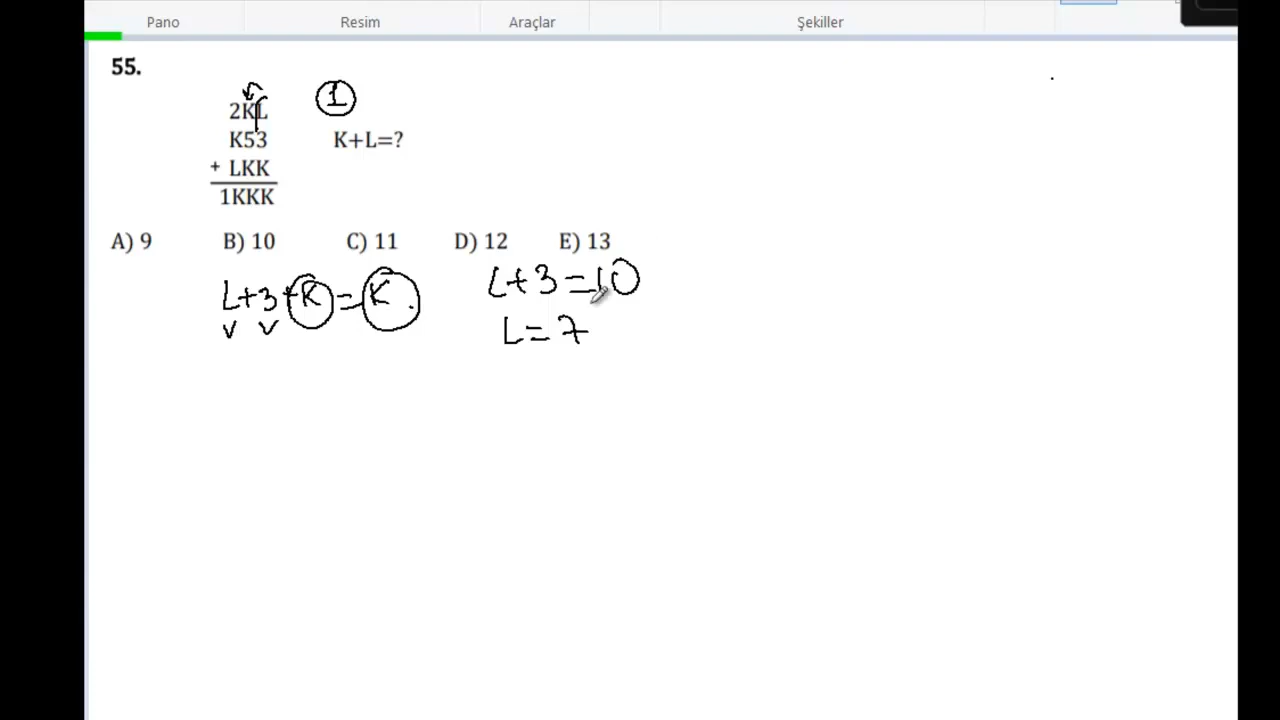 Pano Resim Araçlar Şekiller
55.
2KL 1
K53 K+L=?
+ LKK
1KKK
A) 9 B) 10 C) 11 D) 12 E) 13
L+3+K=K. L+3=10
L=7